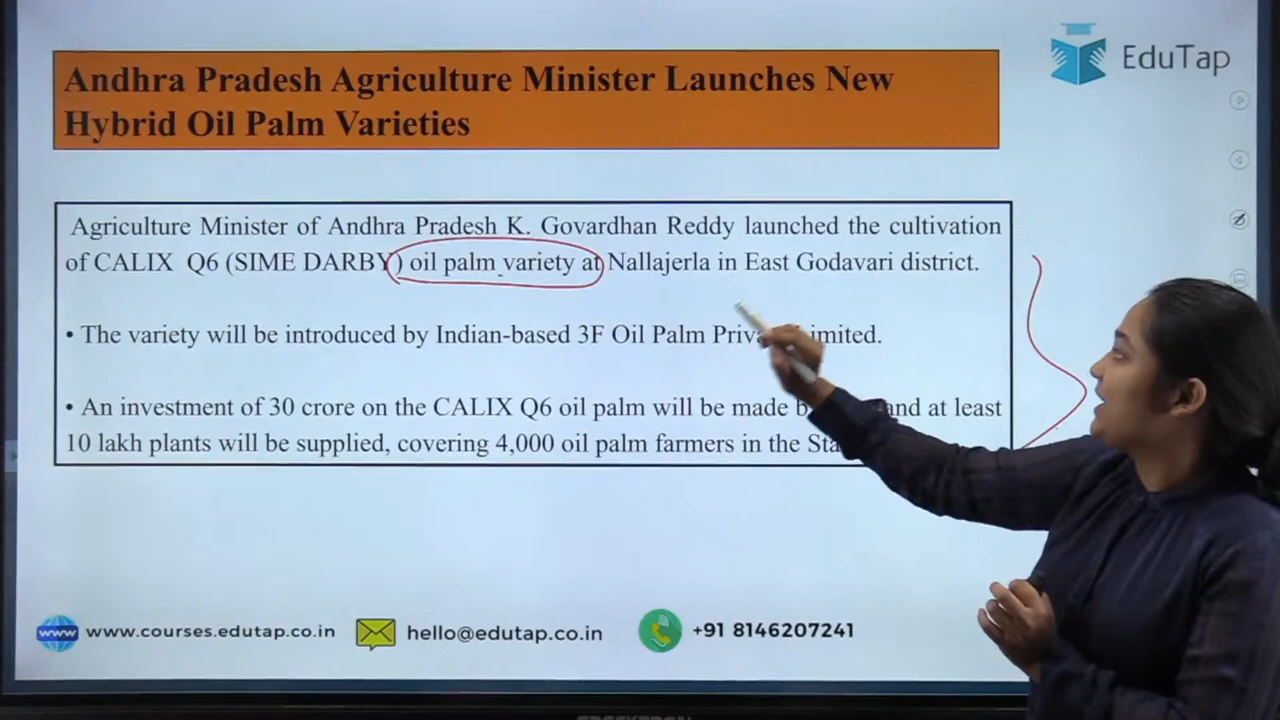 EduTap
Andhra Pradesh Agriculture Minister Launches New
Hybrid Oil Palm Varieties
Agriculture Minister of Andhra Pradesh K. Govardhan Reddy launched the cultivation
of CALIX Q6 (SIME DARBY) oil palm variety at Nallajerla in East Godavari district.
• The variety will be introduced by Indian-based 3F Oil Palm Limited.
• An investment of 30 crore on the CALIX Q6 oil palm will be made and at least
10 lakh plants will be supplied, covering 4,000 oil palm farmers in the
www www.courses.edutap.co.in hello@edutap.co.in +91 8146207241